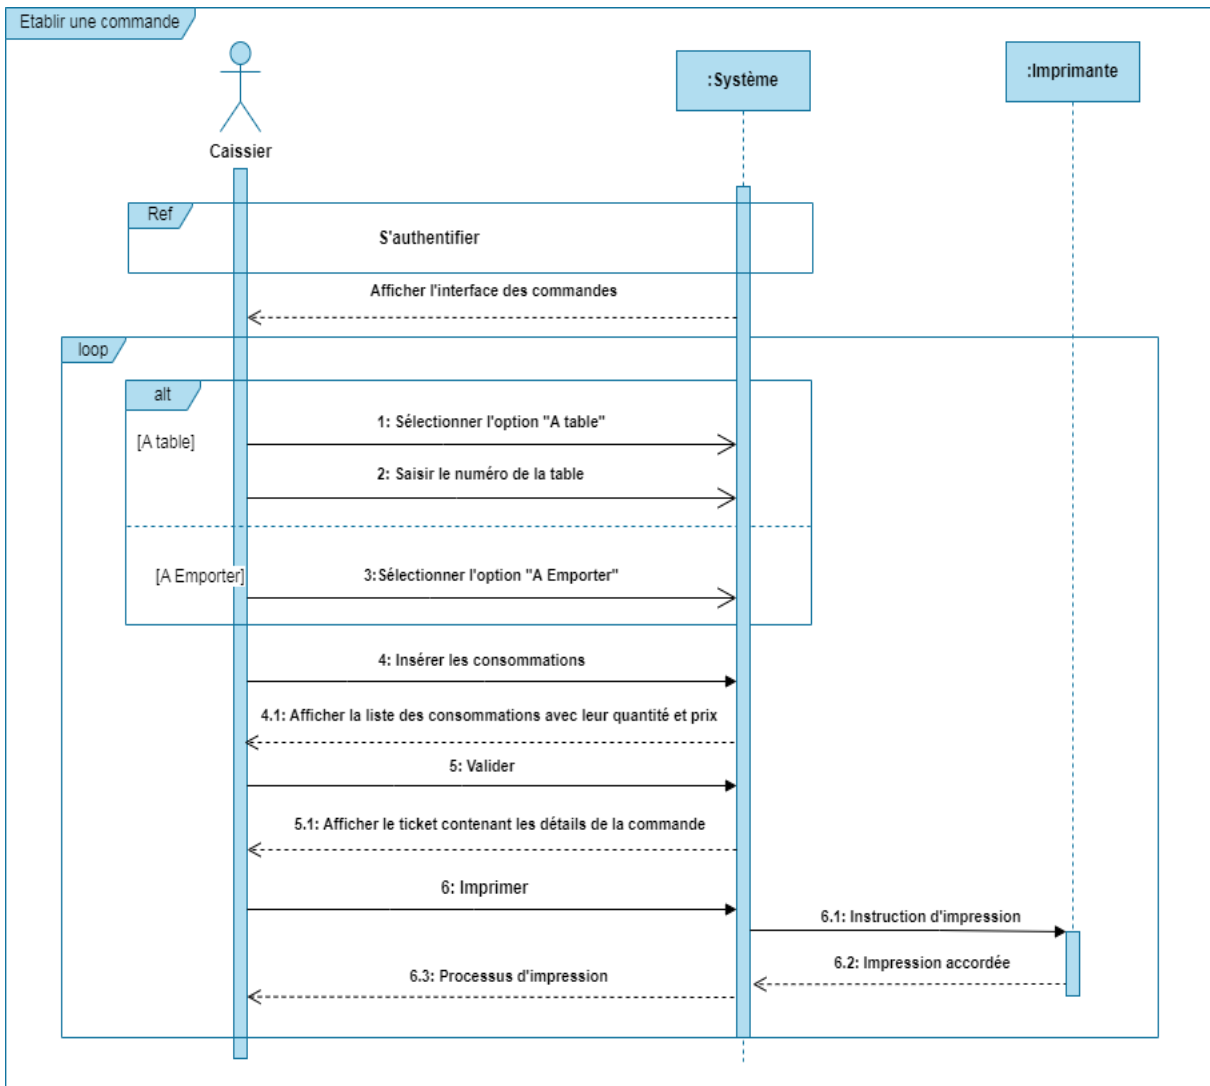 Etablir une commande
:Système
:Imprimante
Caissier
Ref
S'authentifier
Afficher l'interface des commandes
loop
alt
1: Sélectionner l'option "A table"
[A table]
2: Saisir le numéro de la table
[A Emporter]
3:Sélectionner l'option "A Emporter"
4: Insérer les consommations
4.1: Afficher la liste des consommations avec leur quantité et prix
5: Valider
5.1: Afficher le ticket contenant les détails de la commande
6: Imprimer
6.1: Instruction d'impression
6.2: Impression accordée
6.3: Processus d'impression